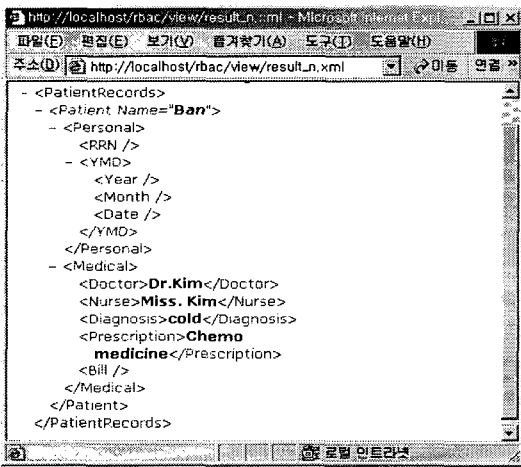 http://localhost/rbac/view/result_n.xml - Microsoft Internet Expl...
파일(F) 편집(E) 보기(V) 즐겨찾기(A) 도구(T) 도움말(H)
주소(D) http://localhost/rbac/view/result_n.xml 이동 연결 »
- <PatientRecords>
- <Patient Name="Ban">
- <Personal>
<RRN />
- <YMD>
<Year />
<Month />
<Date />
</YMD>
</Personal>
- <Medical>
<Doctor>Dr.Kim</Doctor>
<Nurse>Miss. Kim</Nurse>
<Diagnosis>cold</Diagnosis>
<Prescription>Chemo
medicine</Prescription>
<Bill />
</Medical>
</Patient>
</PatientRecords>
로컬 인트라넷